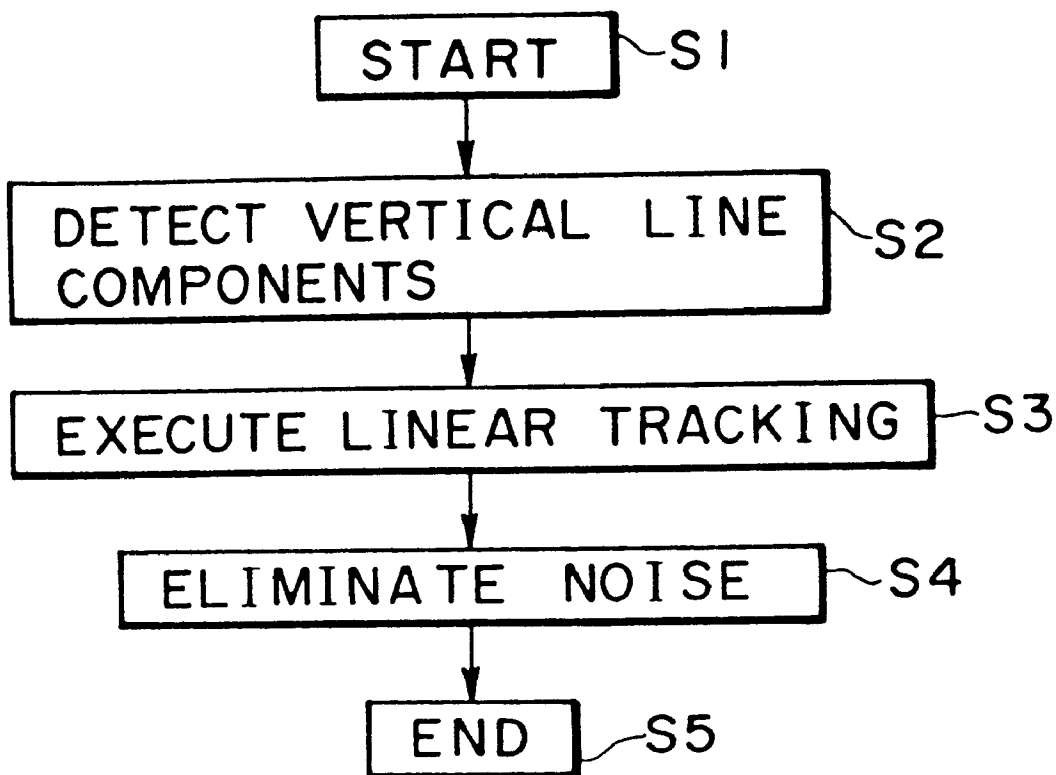 START S1
DETECT VERTICAL LINE
COMPONENTS
S2
EXECUTE LINEAR TRACKING S3
ELIMINATE NOISE S4
END S5